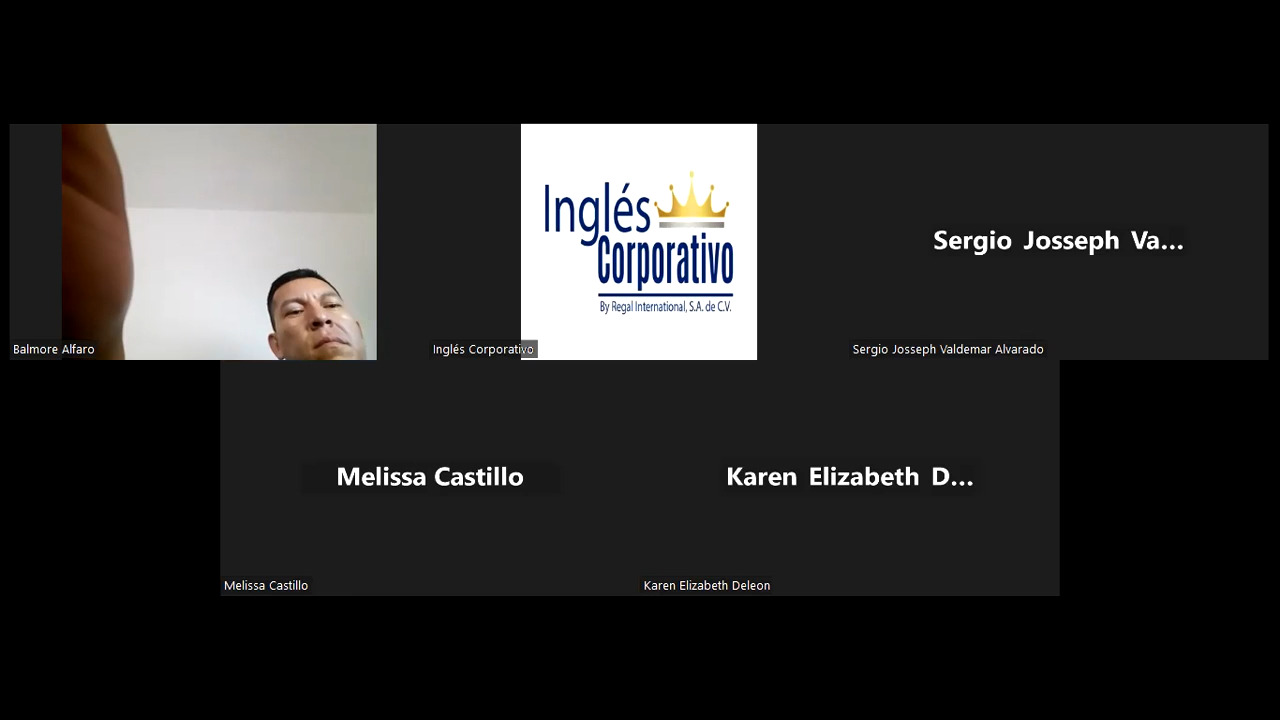 Balmore Alfaro
Inglés
Corporativo
By Regal International, S.A. de C.V.
Inglés Corporativo
Sergio Josseph Va...
Sergio Josseph Valdemar Alvarado
Melissa Castillo
Melissa Castillo
Karen Elizabeth D...
Karen Elizabeth Deleon